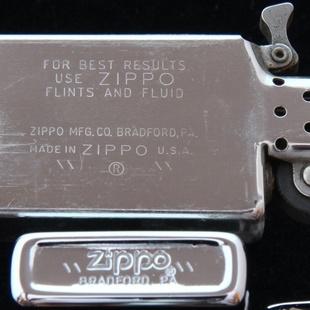 FOR BEST RESULTS
USE ZIPPO
FLINTS AND FLUID
ZIPPO MFG. CO. BRADFORD, PA.
MADE IN ZIPPO U.S.A.
\\ ® \\
\\ Zippo® \\
BRADFORD, PA.